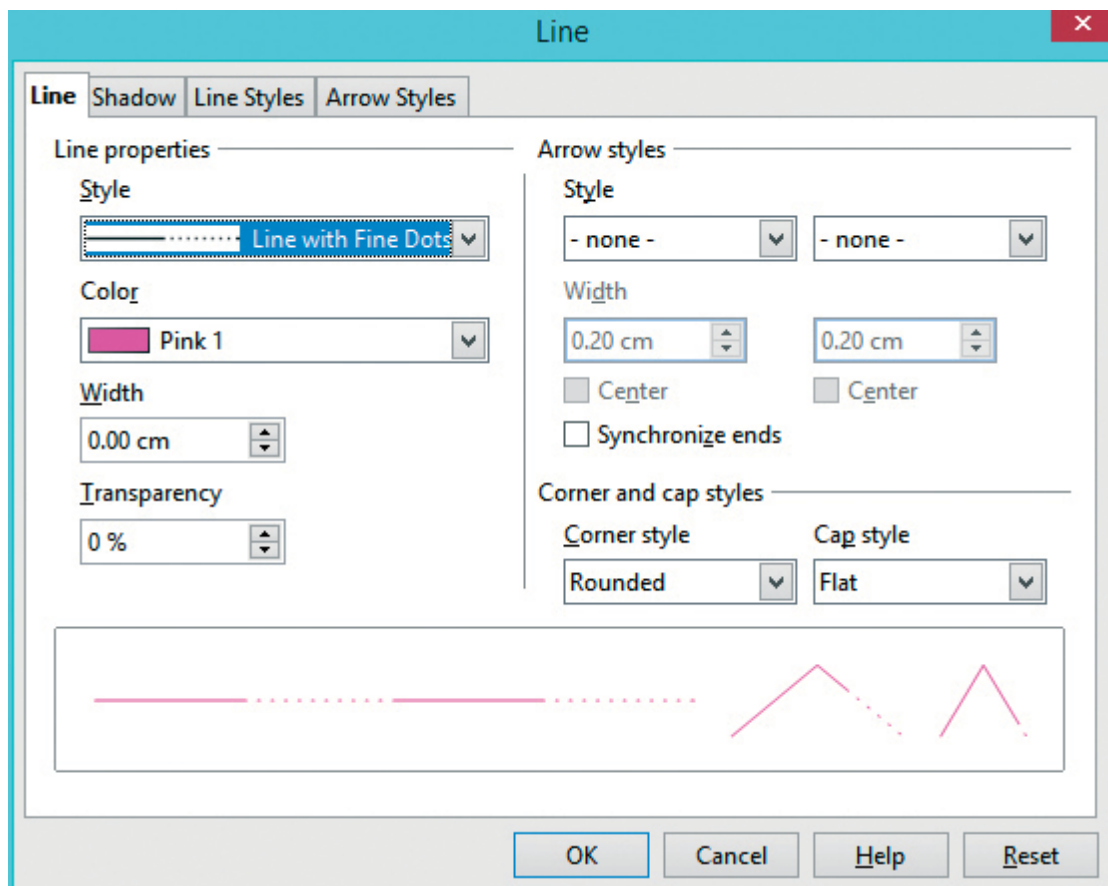 Line
Line Shadow Line Styles Arrow Styles
Line properties
Style
Line with Fine Dots
Color
Pink 1
Width
0.00 cm
Transparency
0 %
Arrow styles
Style
- none - - none -
Width
0.20 cm 0.20 cm
Center Center
Synchronize ends
Corner and cap styles
Corner style Cap style
Rounded Flat
OK Cancel Help Reset